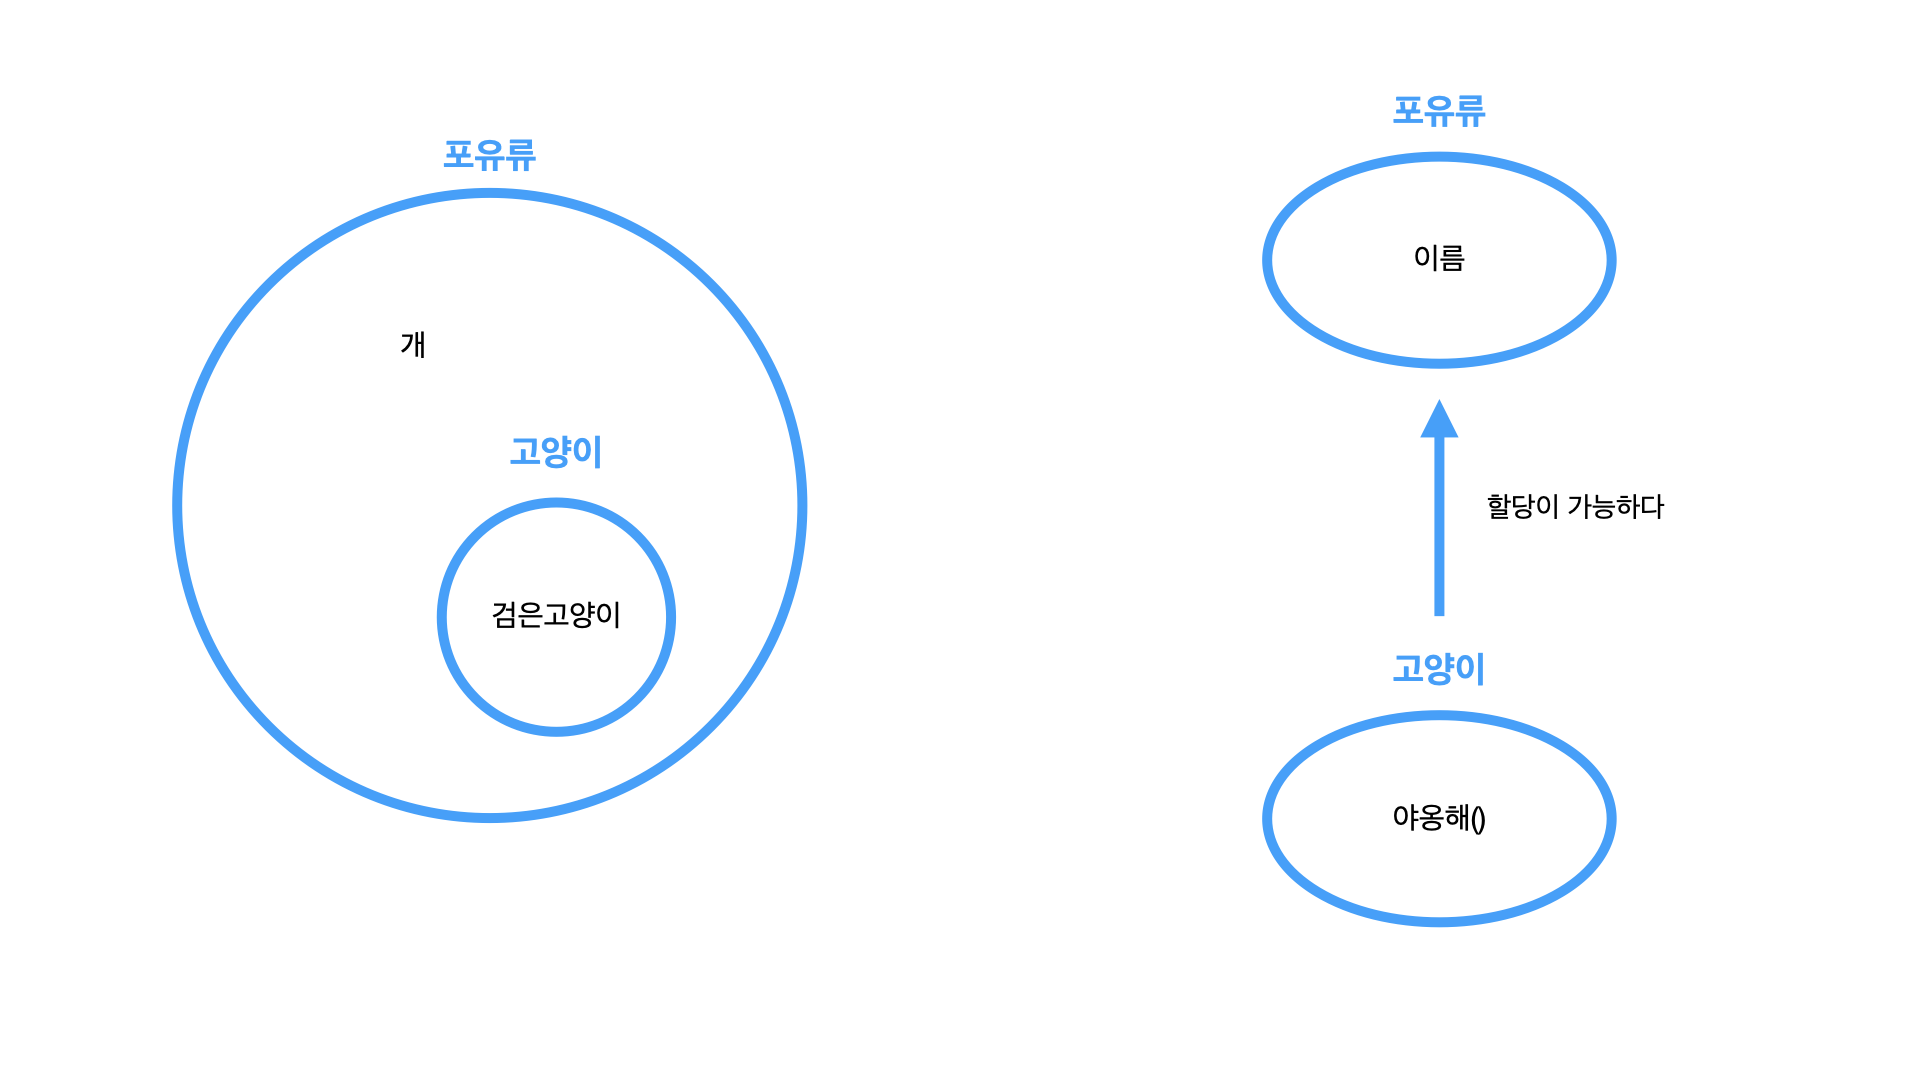 포유류
개
고양이
검은고양이
포유류
이름
할당이 가능하다
고양이
야옹해()